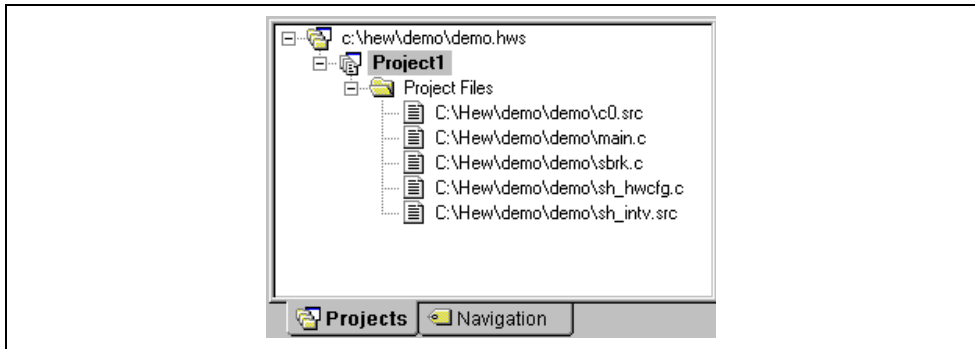 c:\hew\demo\demo.hws
Project1
Project Files
C:\Hew\demo\demo\c0.src
C:\Hew\demo\demo\main.c
C:\Hew\demo\demo\sbrk.c
C:\Hew\demo\demo\sh_hwcfg.c
C:\Hew\demo\demo\sh_intv.src
Projects Navigation